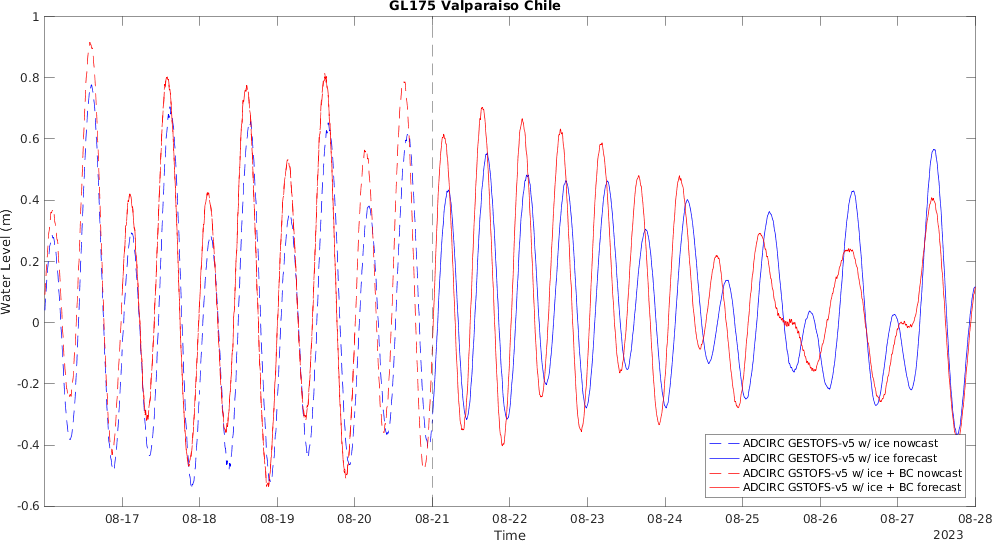 GL175 Valparaiso Chile
1
0.8
0.6
0.4
0.2
0
-0.2
-0.4
-0.6
Water Level (m)
ADCIRC GESTOFS-v5 w/ ice nowcast
ADCIRC GESTOFS-v5 w/ ice forecast
ADCIRC GSTOFS-v5 w/ ice + BC nowcast
ADCIRC GSTOFS-v5 w/ ice + BC forecast
08-17 08-18 08-19 08-20 08-21 08-22 08-23 08-24 08-25 08-26 08-27 08-28
Time
2023